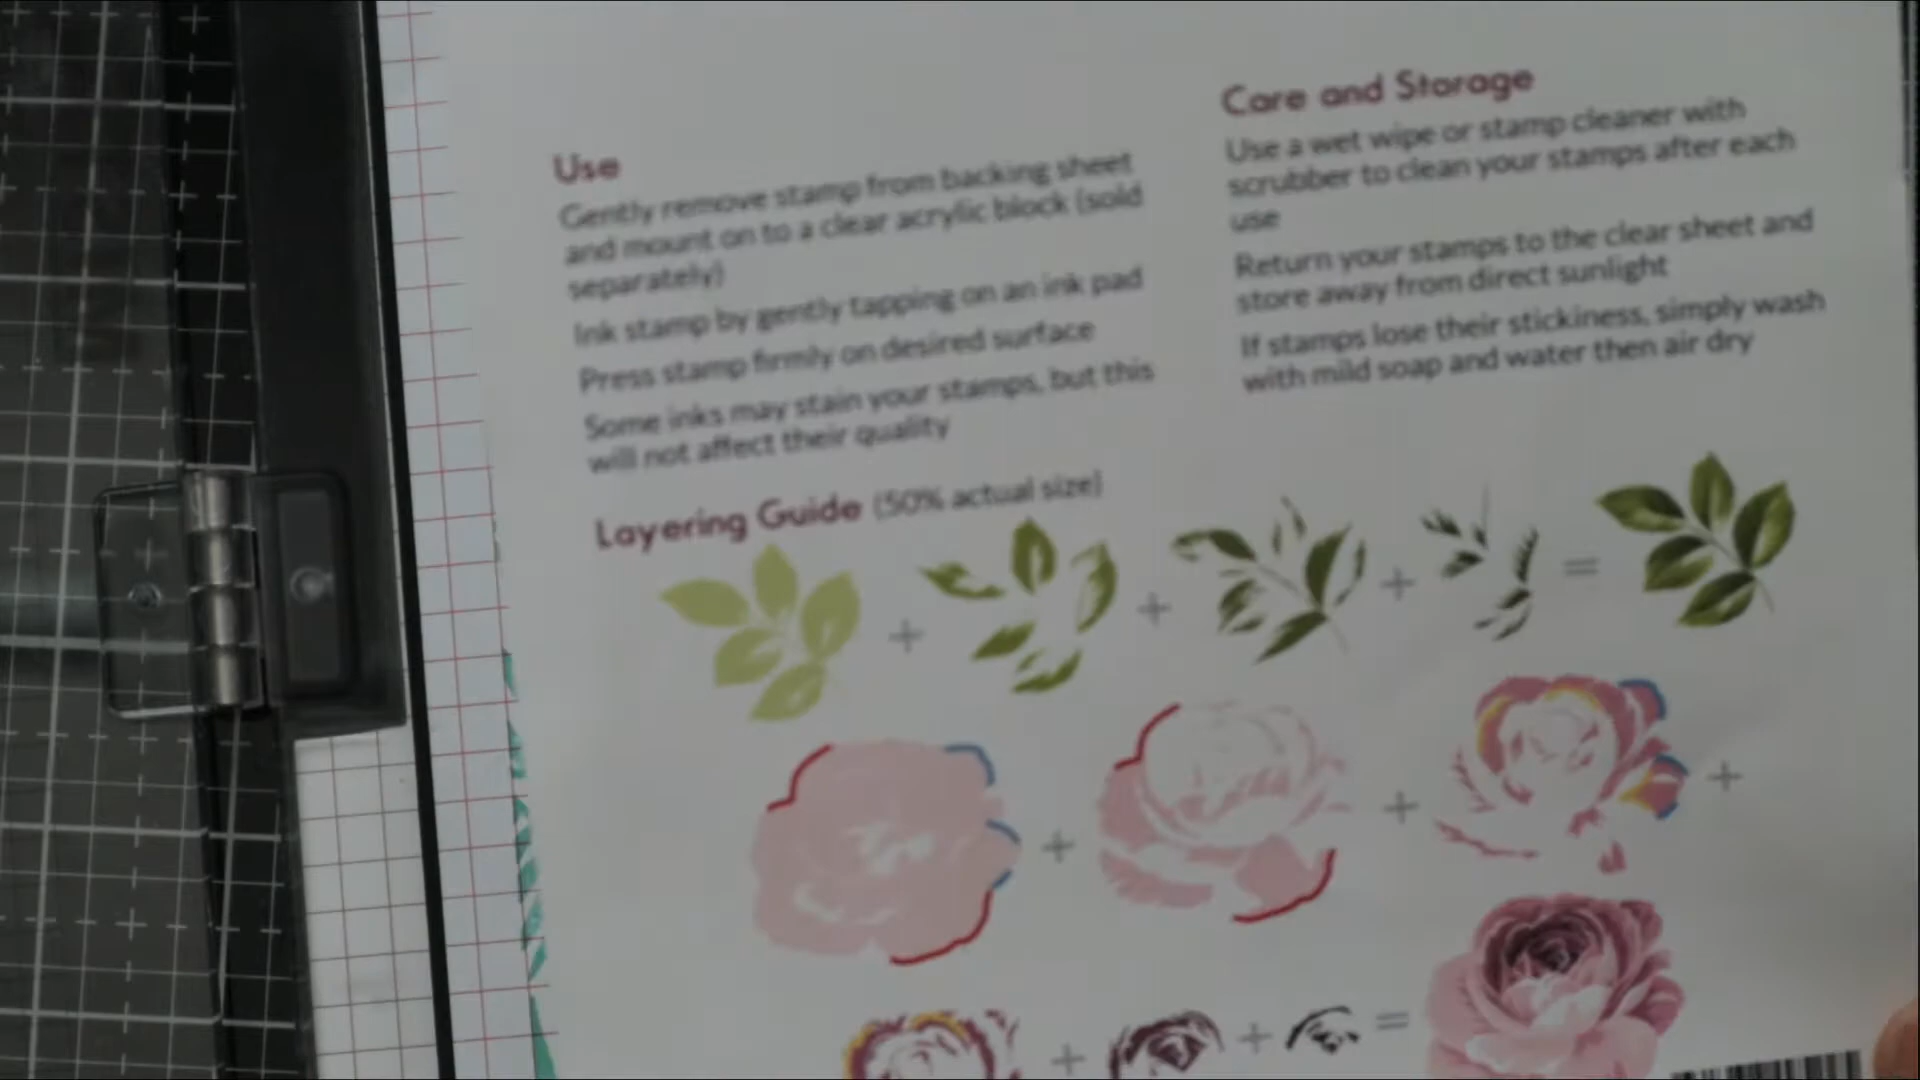 Use
Gently remove stamp from backing sheet
and mount on to a clear acrylic block (sold
separately)
Ink stamp by gently tapping on an ink pad
Press stamp firmly on desired surface
Some inks may stain your stamps, but this
will not affect their quality
Care and Storage
Use a wet wipe or stamp cleaner with
scrubber to clean your stamps after each
use
Return your stamps to the clear sheet and
store away from direct sunlight
If stamps lose their stickiness, simply wash
with mild soap and water then air dry
Layering Guide (50% actual size)
+ + + =
+ + +
+ + =